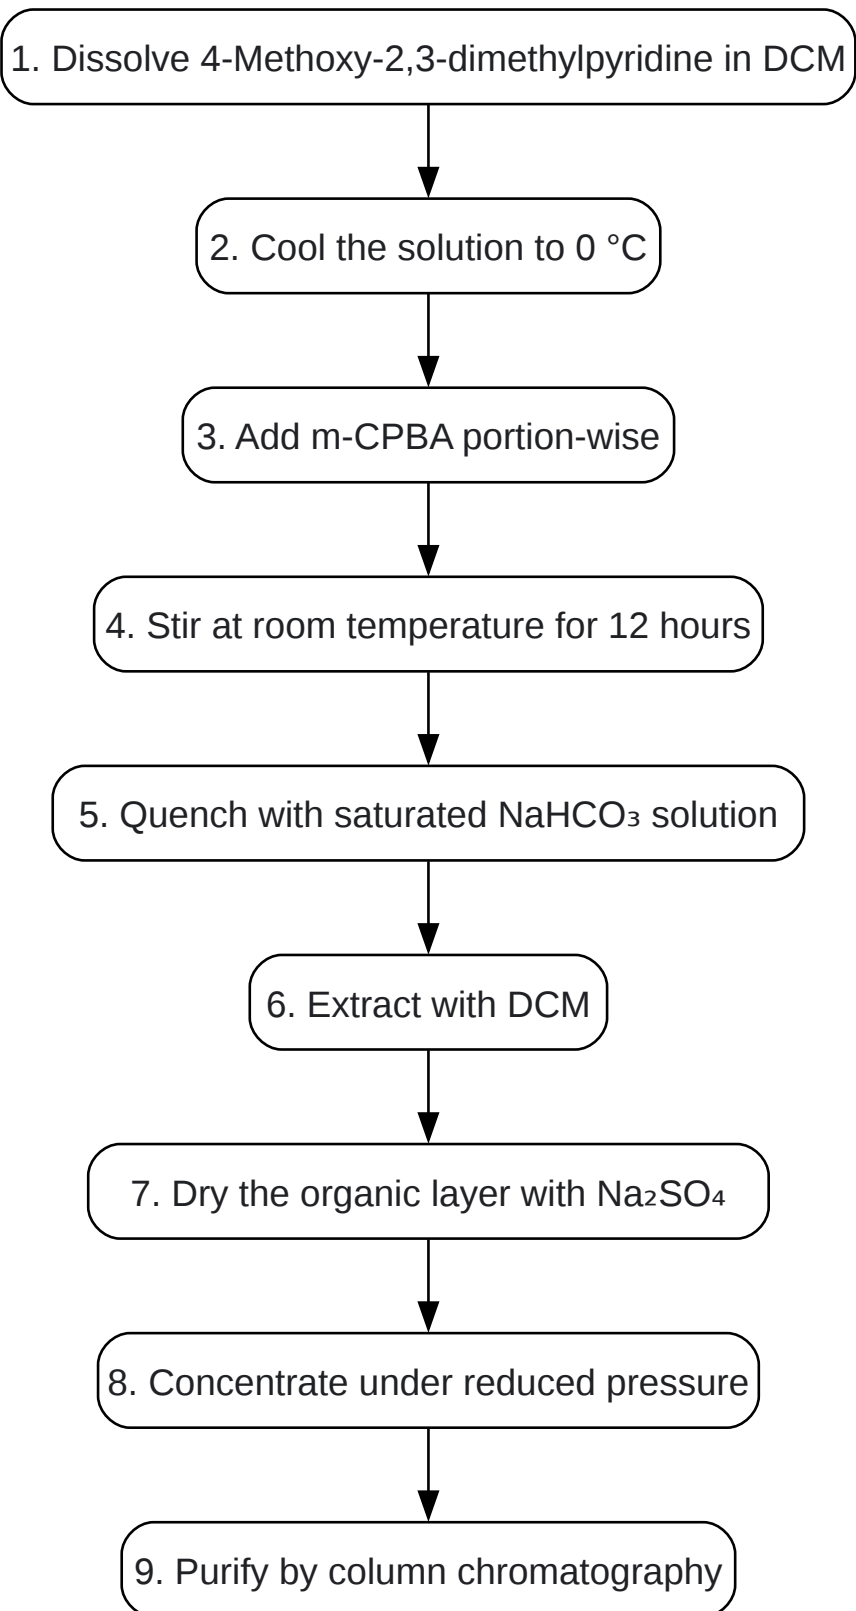 1. Dissolve 4-Methoxy-2,3-dimethylpyridine in DCM
2. Cool the solution to 0 °C
3. Add m-CPBA portion-wise
4. Stir at room temperature for 12 hours
5. Quench with saturated NaHCO₃ solution
6. Extract with DCM
7. Dry the organic layer with Na₂SO₄
8. Concentrate under reduced pressure
9. Purify by column chromatography